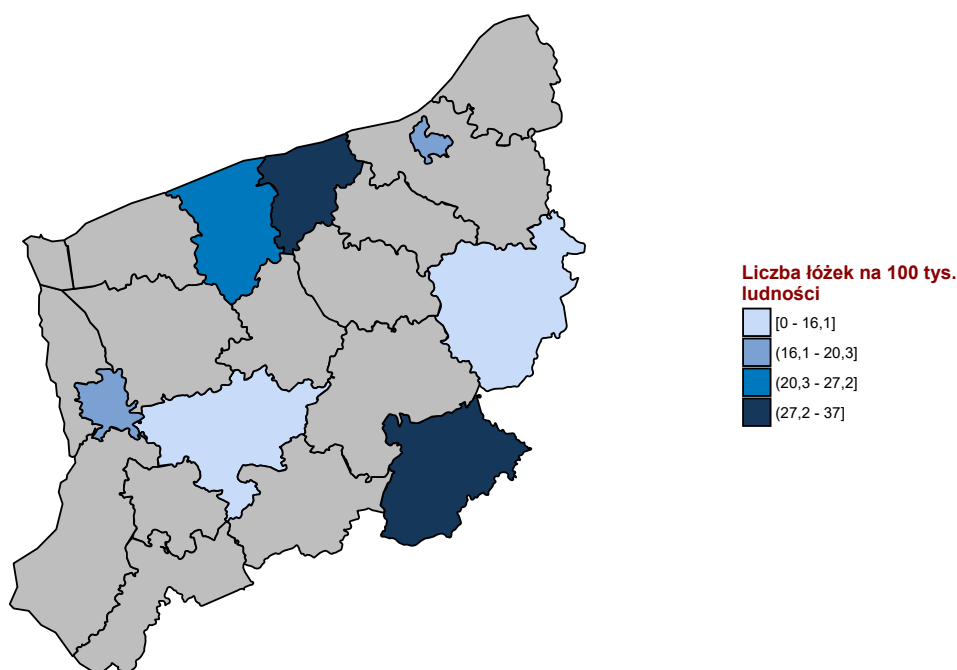 Liczba łóżek na 100 tys.
ludności
[0 - 16,1]
(16,1 - 20,3]
(20,3 - 27,2]
(27,2 - 37]